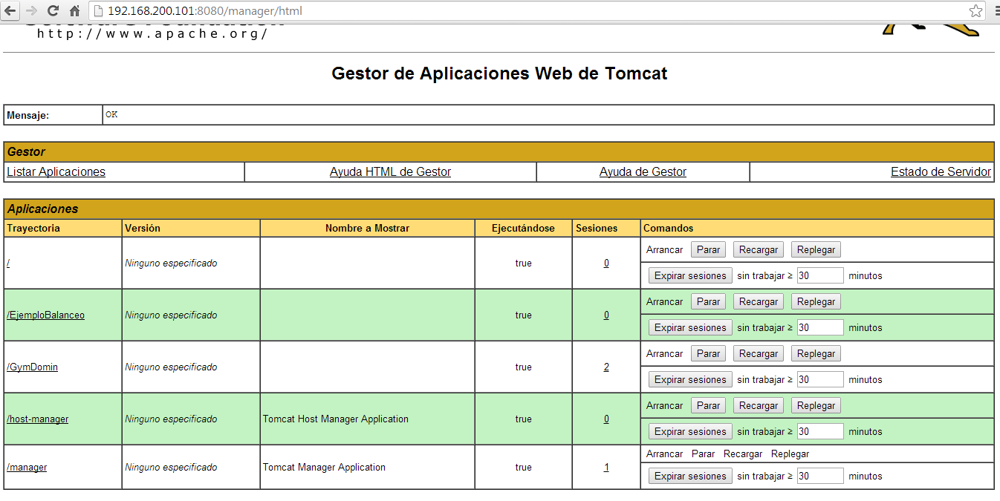 192.168.200.101:8080/manager/html
http://www.apache.org/
Gestor de Aplicaciones Web de Tomcat
Mensaje: OK
Gestor
Listar Aplicaciones Ayuda HTML de Gestor Ayuda de Gestor Estado de Servidor
Aplicaciones
Trayectoria Versión Nombre a Mostrar Ejecutándose Sesiones Comandos
/ Ninguno especificado true 0 Arrancar Parar Recargar Replegar
Expirar sesiones sin trabajar ≥ 30 minutos
/EjemploBalanceo Ninguno especificado true 0 Arrancar Parar Recargar Replegar
Expirar sesiones sin trabajar ≥ 30 minutos
/GymDomin Ninguno especificado true 2 Arrancar Parar Recargar Replegar
Expirar sesiones sin trabajar ≥ 30 minutos
/host-manager Ninguno especificado Tomcat Host Manager Application true 0 Arrancar Parar Recargar Replegar
Expirar sesiones sin trabajar ≥ 30 minutos
/manager Ninguno especificado Tomcat Manager Application true 1 Arrancar Parar Recargar Replegar
Expirar sesiones sin trabajar ≥ 30 minutos